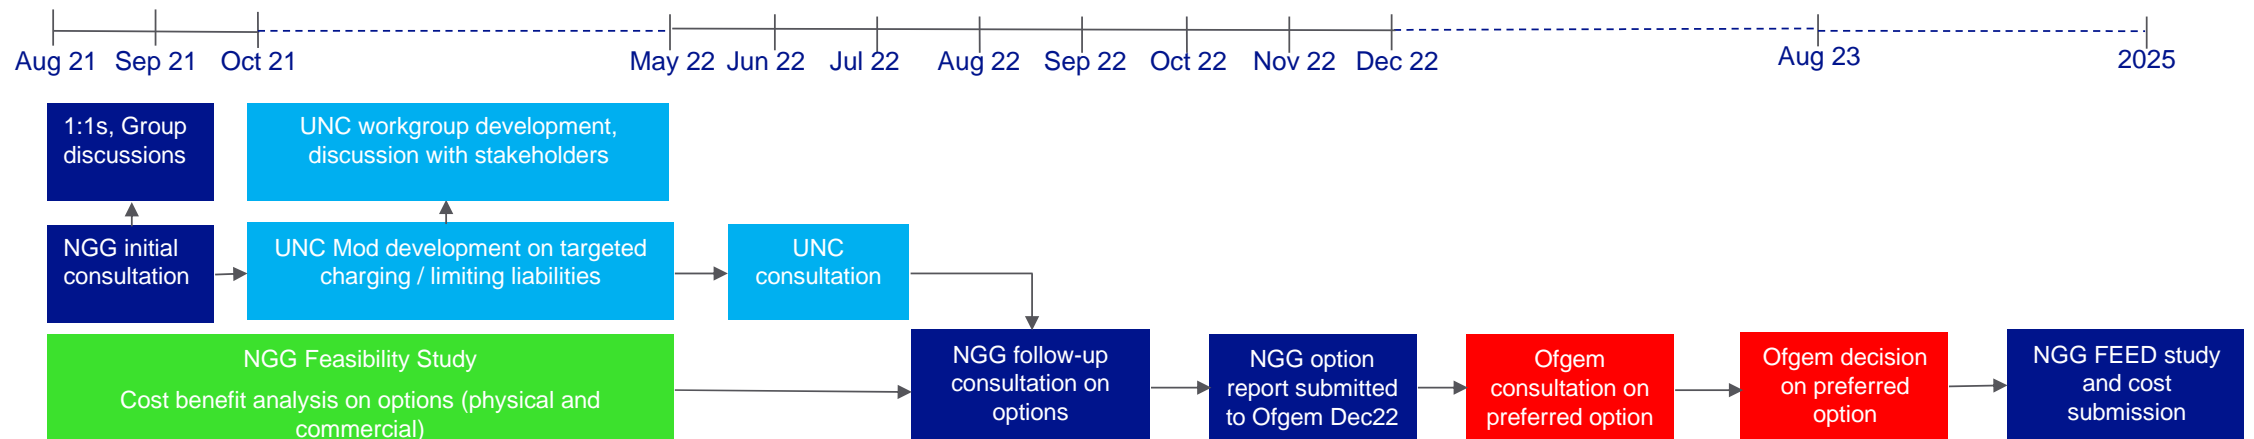 Aug 21 Sep 21 Oct 21 May 22 Jun 22 Jul 22 Aug 22 Sep 22 Oct 22 Nov 22 Dec 22 Aug 23 2025
1:1s, Group
discussions
UNC workgroup development,
discussion with stakeholders
NGG initial
consultation
UNC Mod development on targeted
charging / limiting liabilities
UNC
consultation
NGG Feasibility Study
Cost benefit analysis on options (physical and
commercial)
NGG follow-up
consultation on
options
NGG option
report submitted
to Ofgem Dec22
Ofgem
consultation on
preferred option
Ofgem decision
on preferred
option
NGG FEED study
and cost
submission